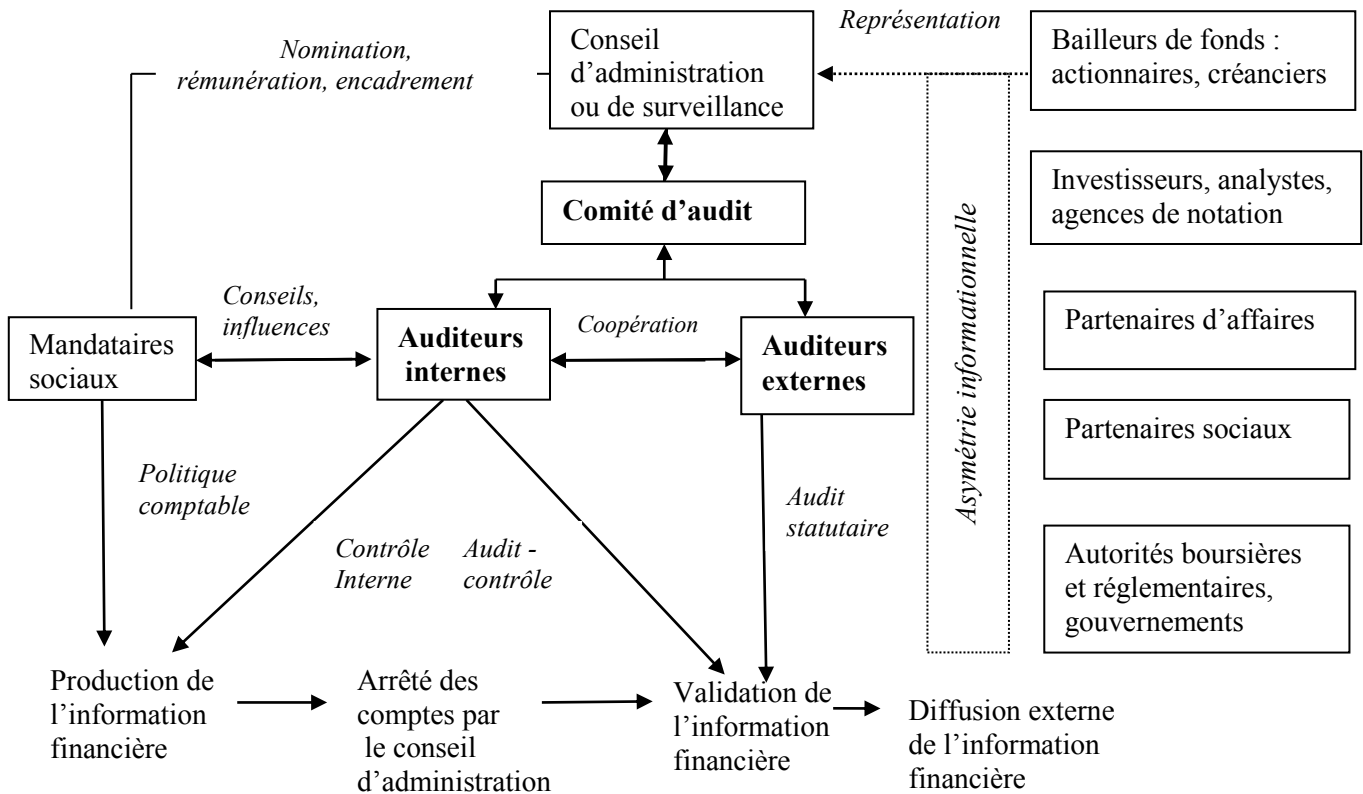 Représentation
Nomination,
rémunération, encadrement
Conseil
d’administration
ou de surveillance
Bailleurs de fonds :
actionnaires, créanciers
Comité d’audit
Investisseurs, analystes,
agences de notation
Asymétrie informationnelle
Conseils,
influences
Coopération
Partenaires d’affaires
Mandataires
sociaux
Auditeurs
internes
Auditeurs
externes
Partenaires sociaux
Politique
comptable
Contrôle
Interne
Audit -
contrôle
Audit
statutaire
Autorités boursières
et réglementaires,
gouvernements
Production de
l’information
financière
Arrêté des
comptes par
le conseil
d’administration
Validation de
l’information
financière
Diffusion externe
de l’information
financière